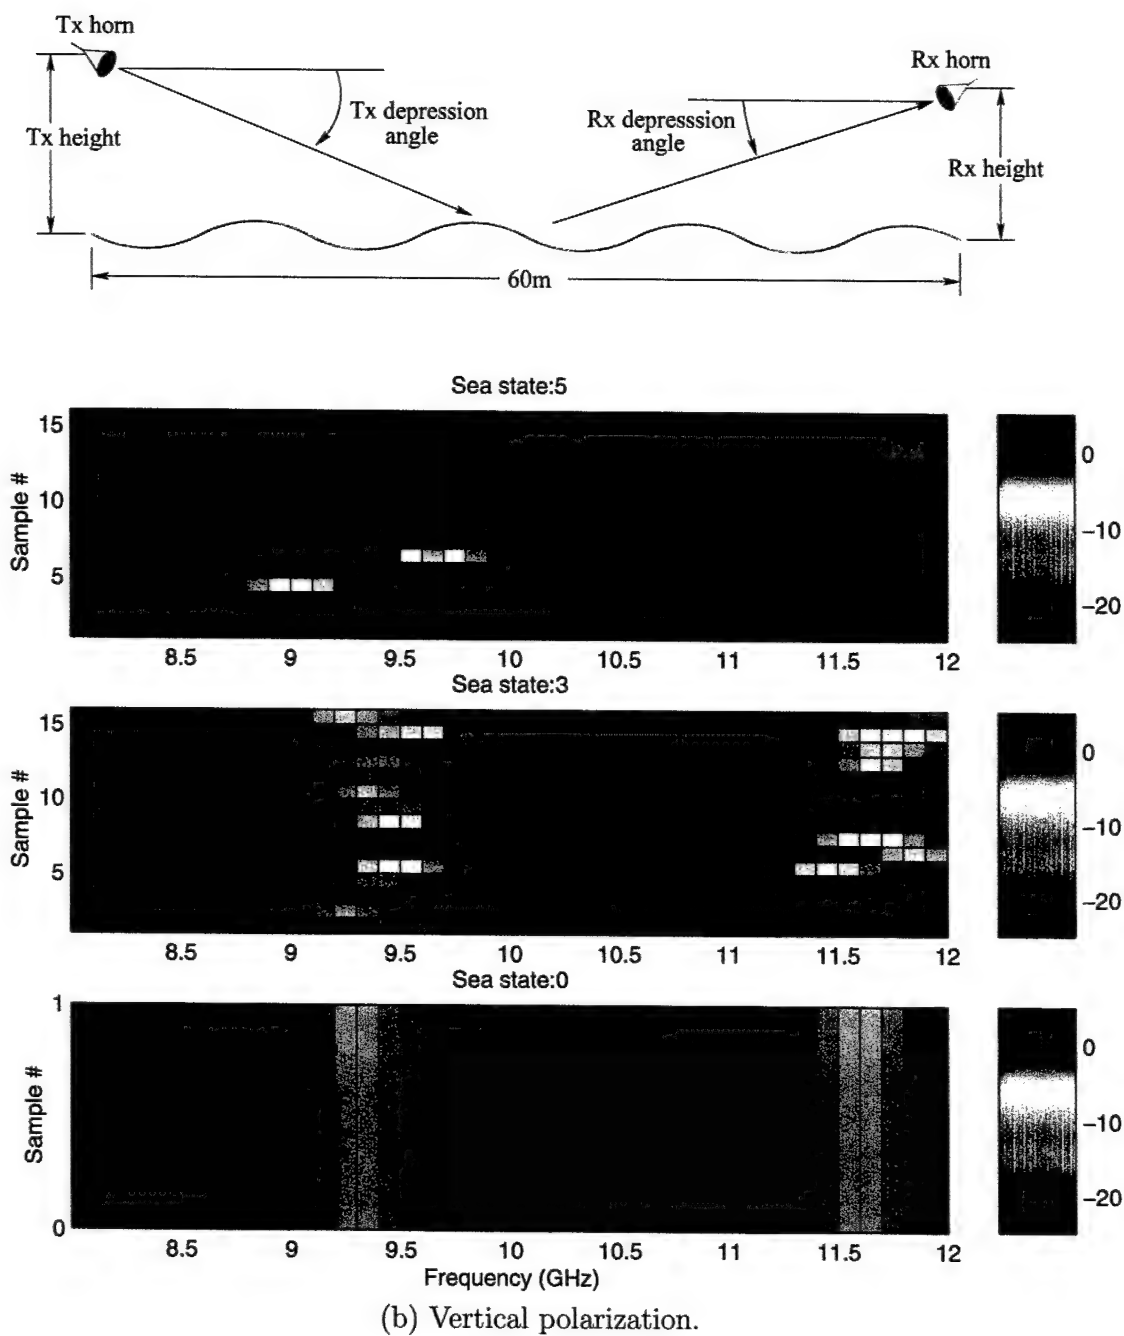 Tx horn
Rx horn
Tx depression
angle
Tx height
Rx depresssion
angle
Rx height
60m
Sea state:5
15
10
5
Sample #
8.5 9 9.5 10 10.5 11 11.5 12
0
−10
−20
Sea state:3
15
10
5
Sample #
8.5 9 9.5 10 10.5 11 11.5 12
0
−10
−20
Sea state:0
1
0
Sample #
8.5 9 9.5 10 10.5 11 11.5 12
0
−10
−20
Frequency (GHz)
(b) Vertical polarization.